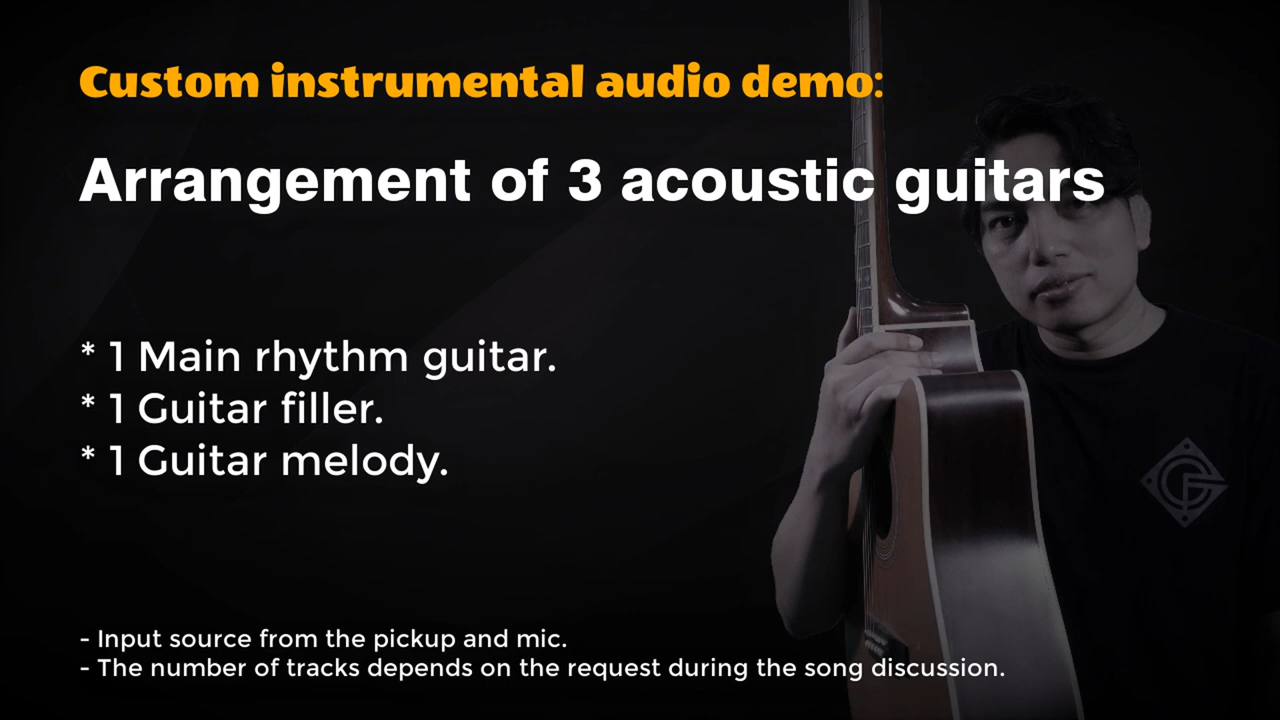 Custom instrumental audio demo:
Arrangement of 3 acoustic guitars
* 1 Main rhythm guitar.
* 1 Guitar filler.
* 1 Guitar melody.
- Input source from the pickup and mic.
- The number of tracks depends on the request during the song discussion.